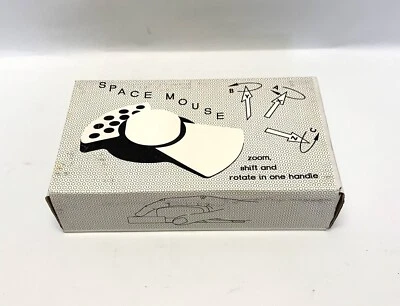 SPACE MOUSE
B
Y
A
X
Z
C
zoom,
shift and
rotate in one handle